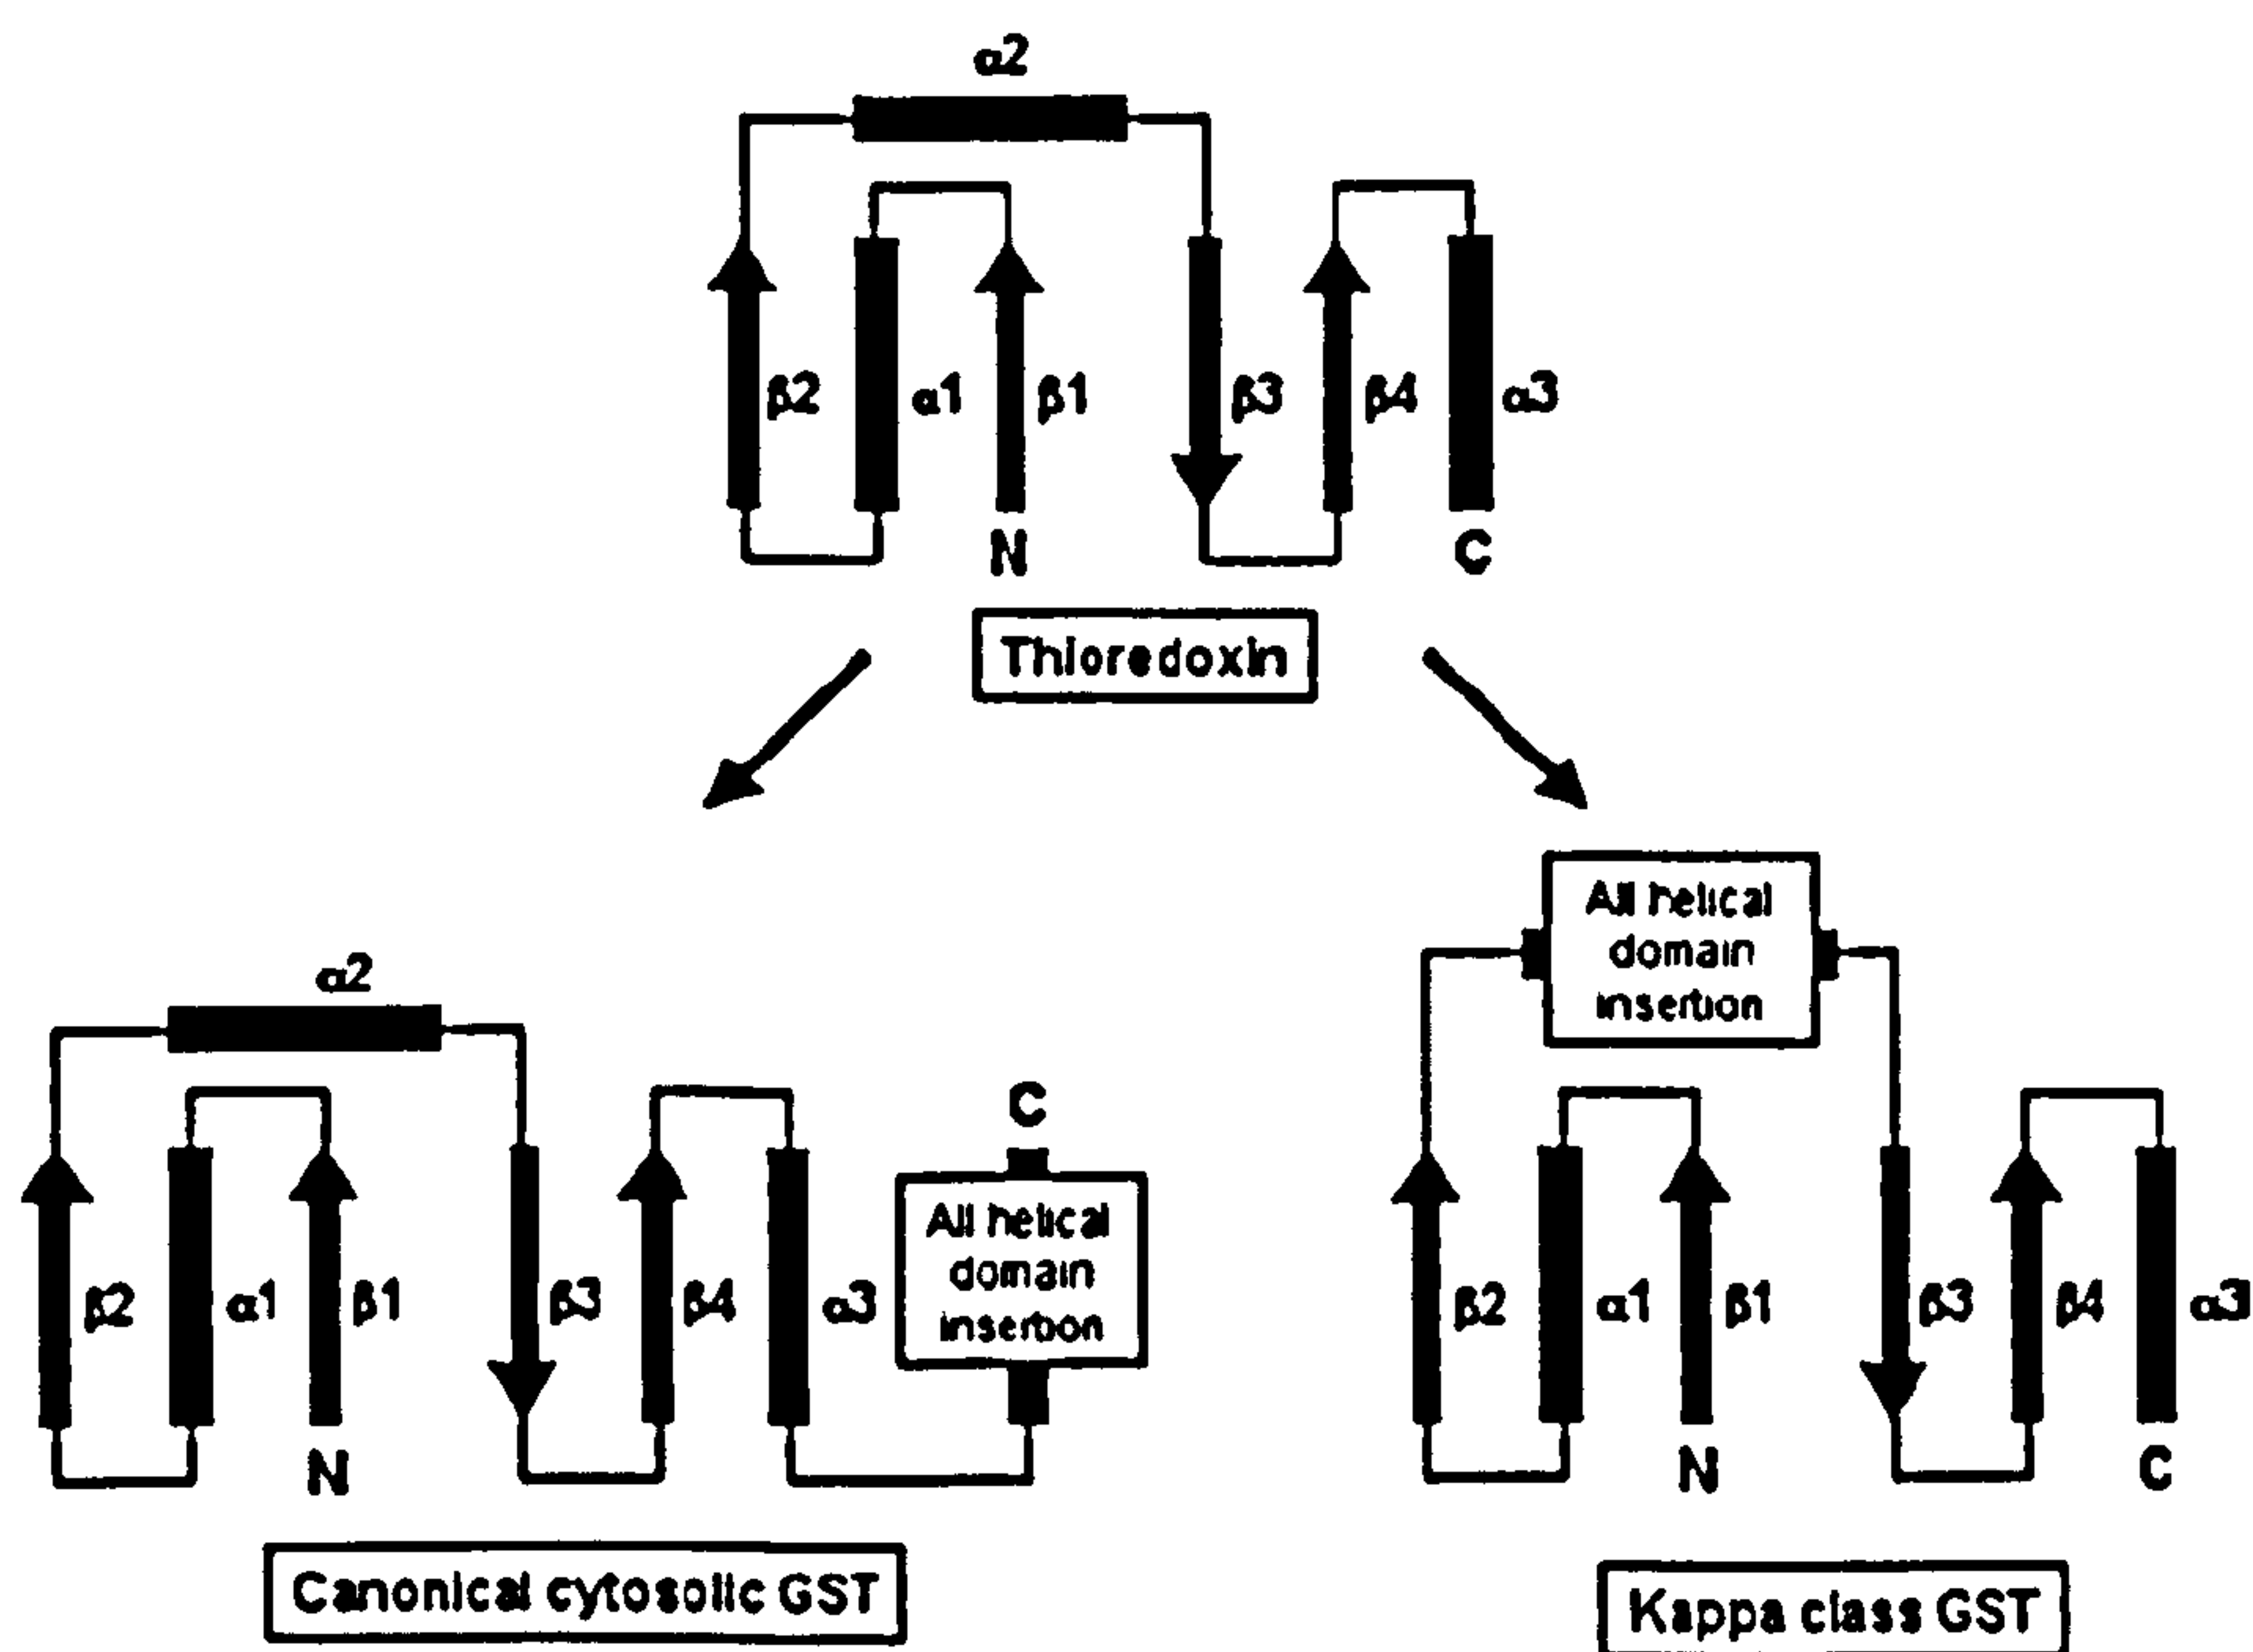 α2
β2 α1 β1 β3 β4 α3
N C
Thioredoxin
All helical
domain
insertion
α2
C
All helical
domain
insertion
β2 α1 β1 β3 β4 α3
β2 α1 β1 β3 β4 α3
N
N C
Canonical cytosolic GST
Kappa class GST